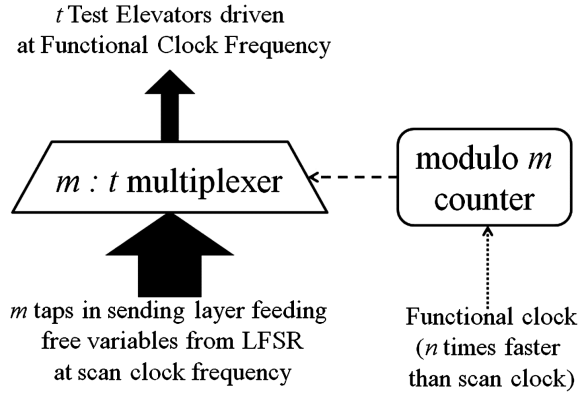 t Test Elevators driven
at Functional Clock Frequency
m : t multiplexer
modulo m
counter
m taps in sending layer feeding
free variables from LFSR
at scan clock frequency
Functional clock
(n times faster
than scan clock)